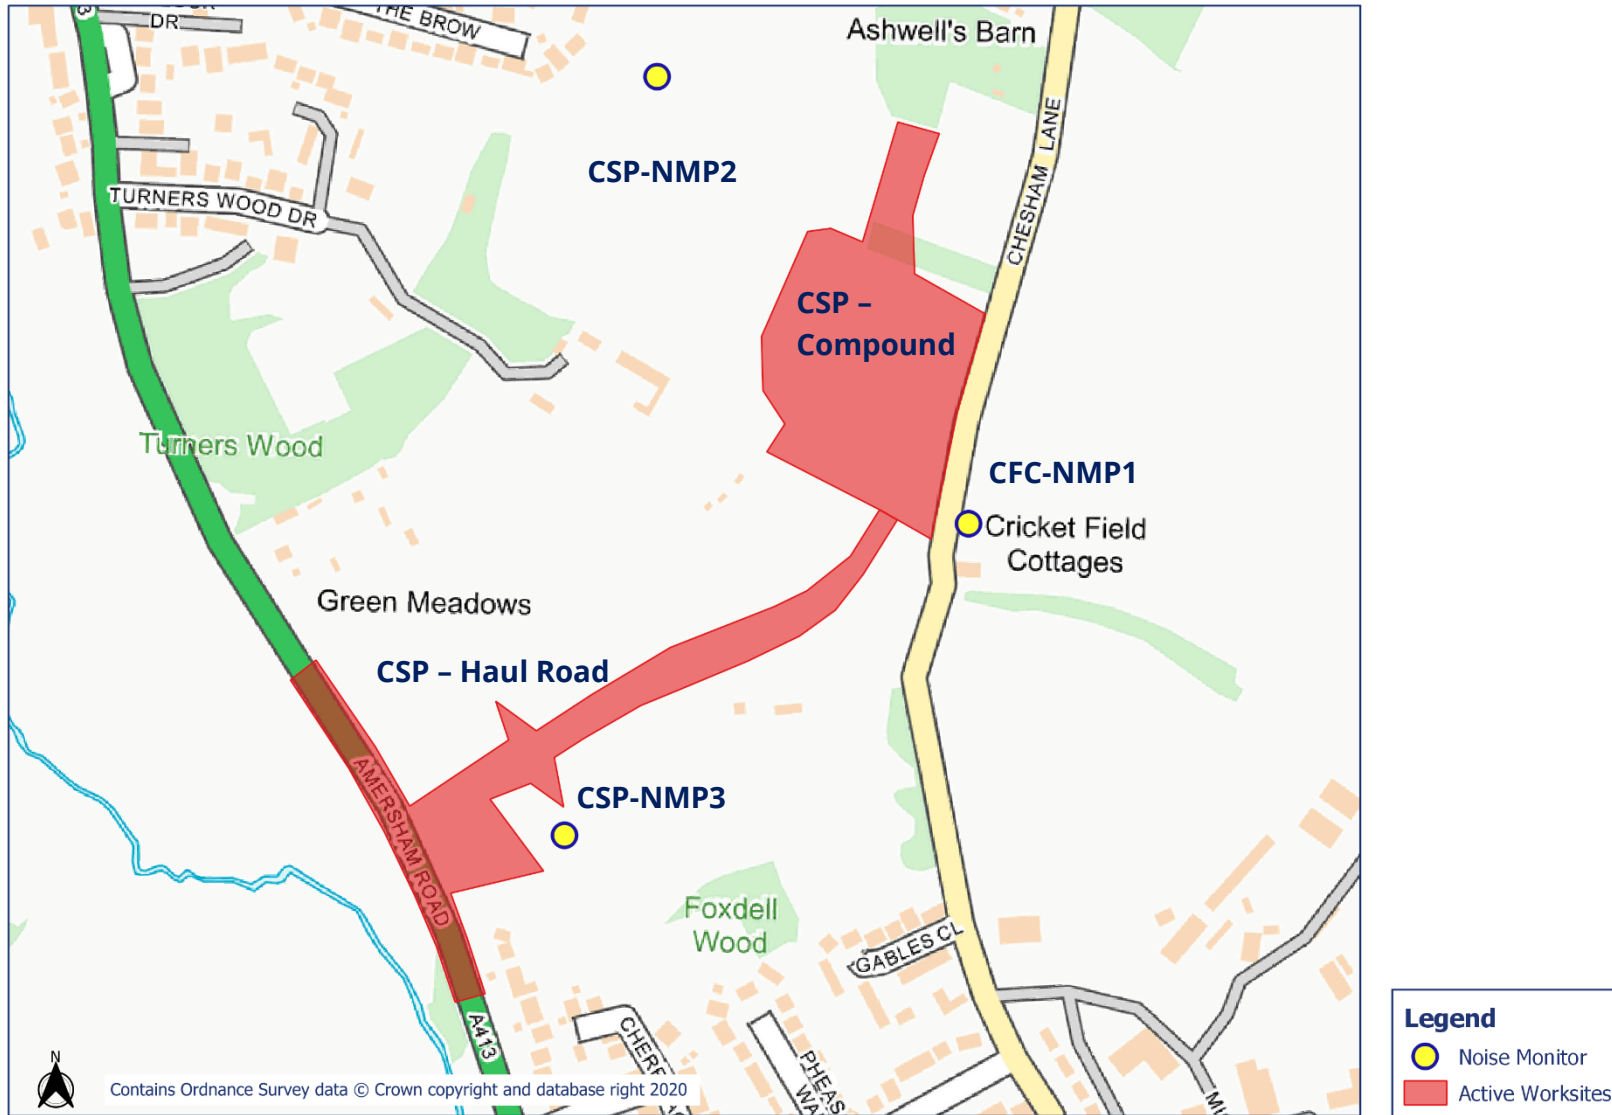 DR
THE BROW
Ashwell's Barn
CSP-NMP2
CHESHAM LANE
TURNERS WOOD DR
CSP –
Compound
Turners Wood
CFC-NMP1
Cricket Field
Cottages
Green Meadows
CSP – Haul Road
AMERSHAM ROAD
CSP-NMP3
Foxdell
Wood
GABLES CL
A413
N
Contains Ordnance Survey data © Crown copyright and database right 2020
Legend
Noise Monitor
Active Worksites